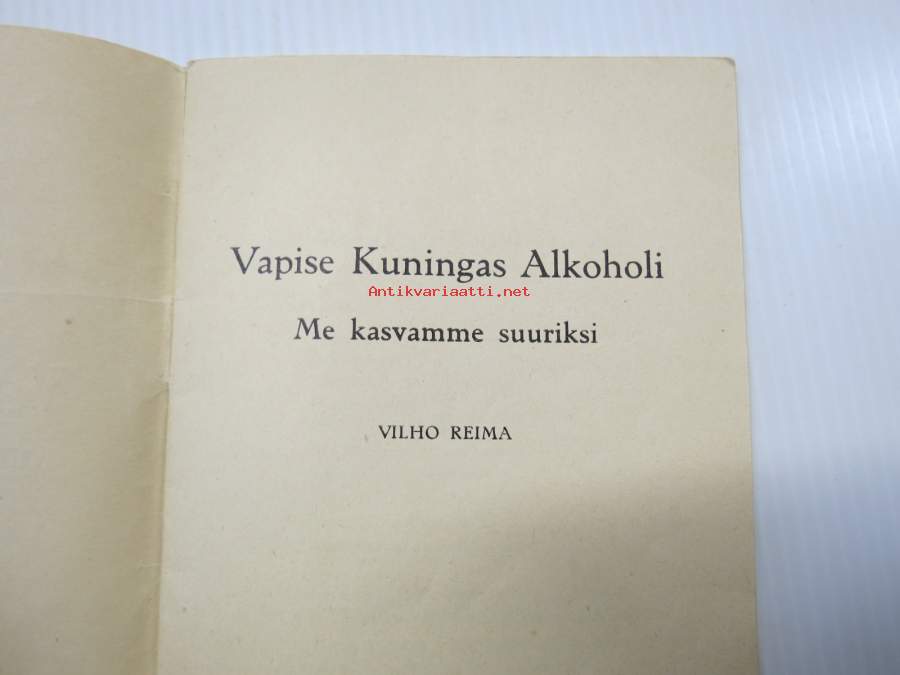 Vapise Kuningas Alkoholi
Antikvariaatti.net
Me kasvamme suuriksi
VILHO REIMA